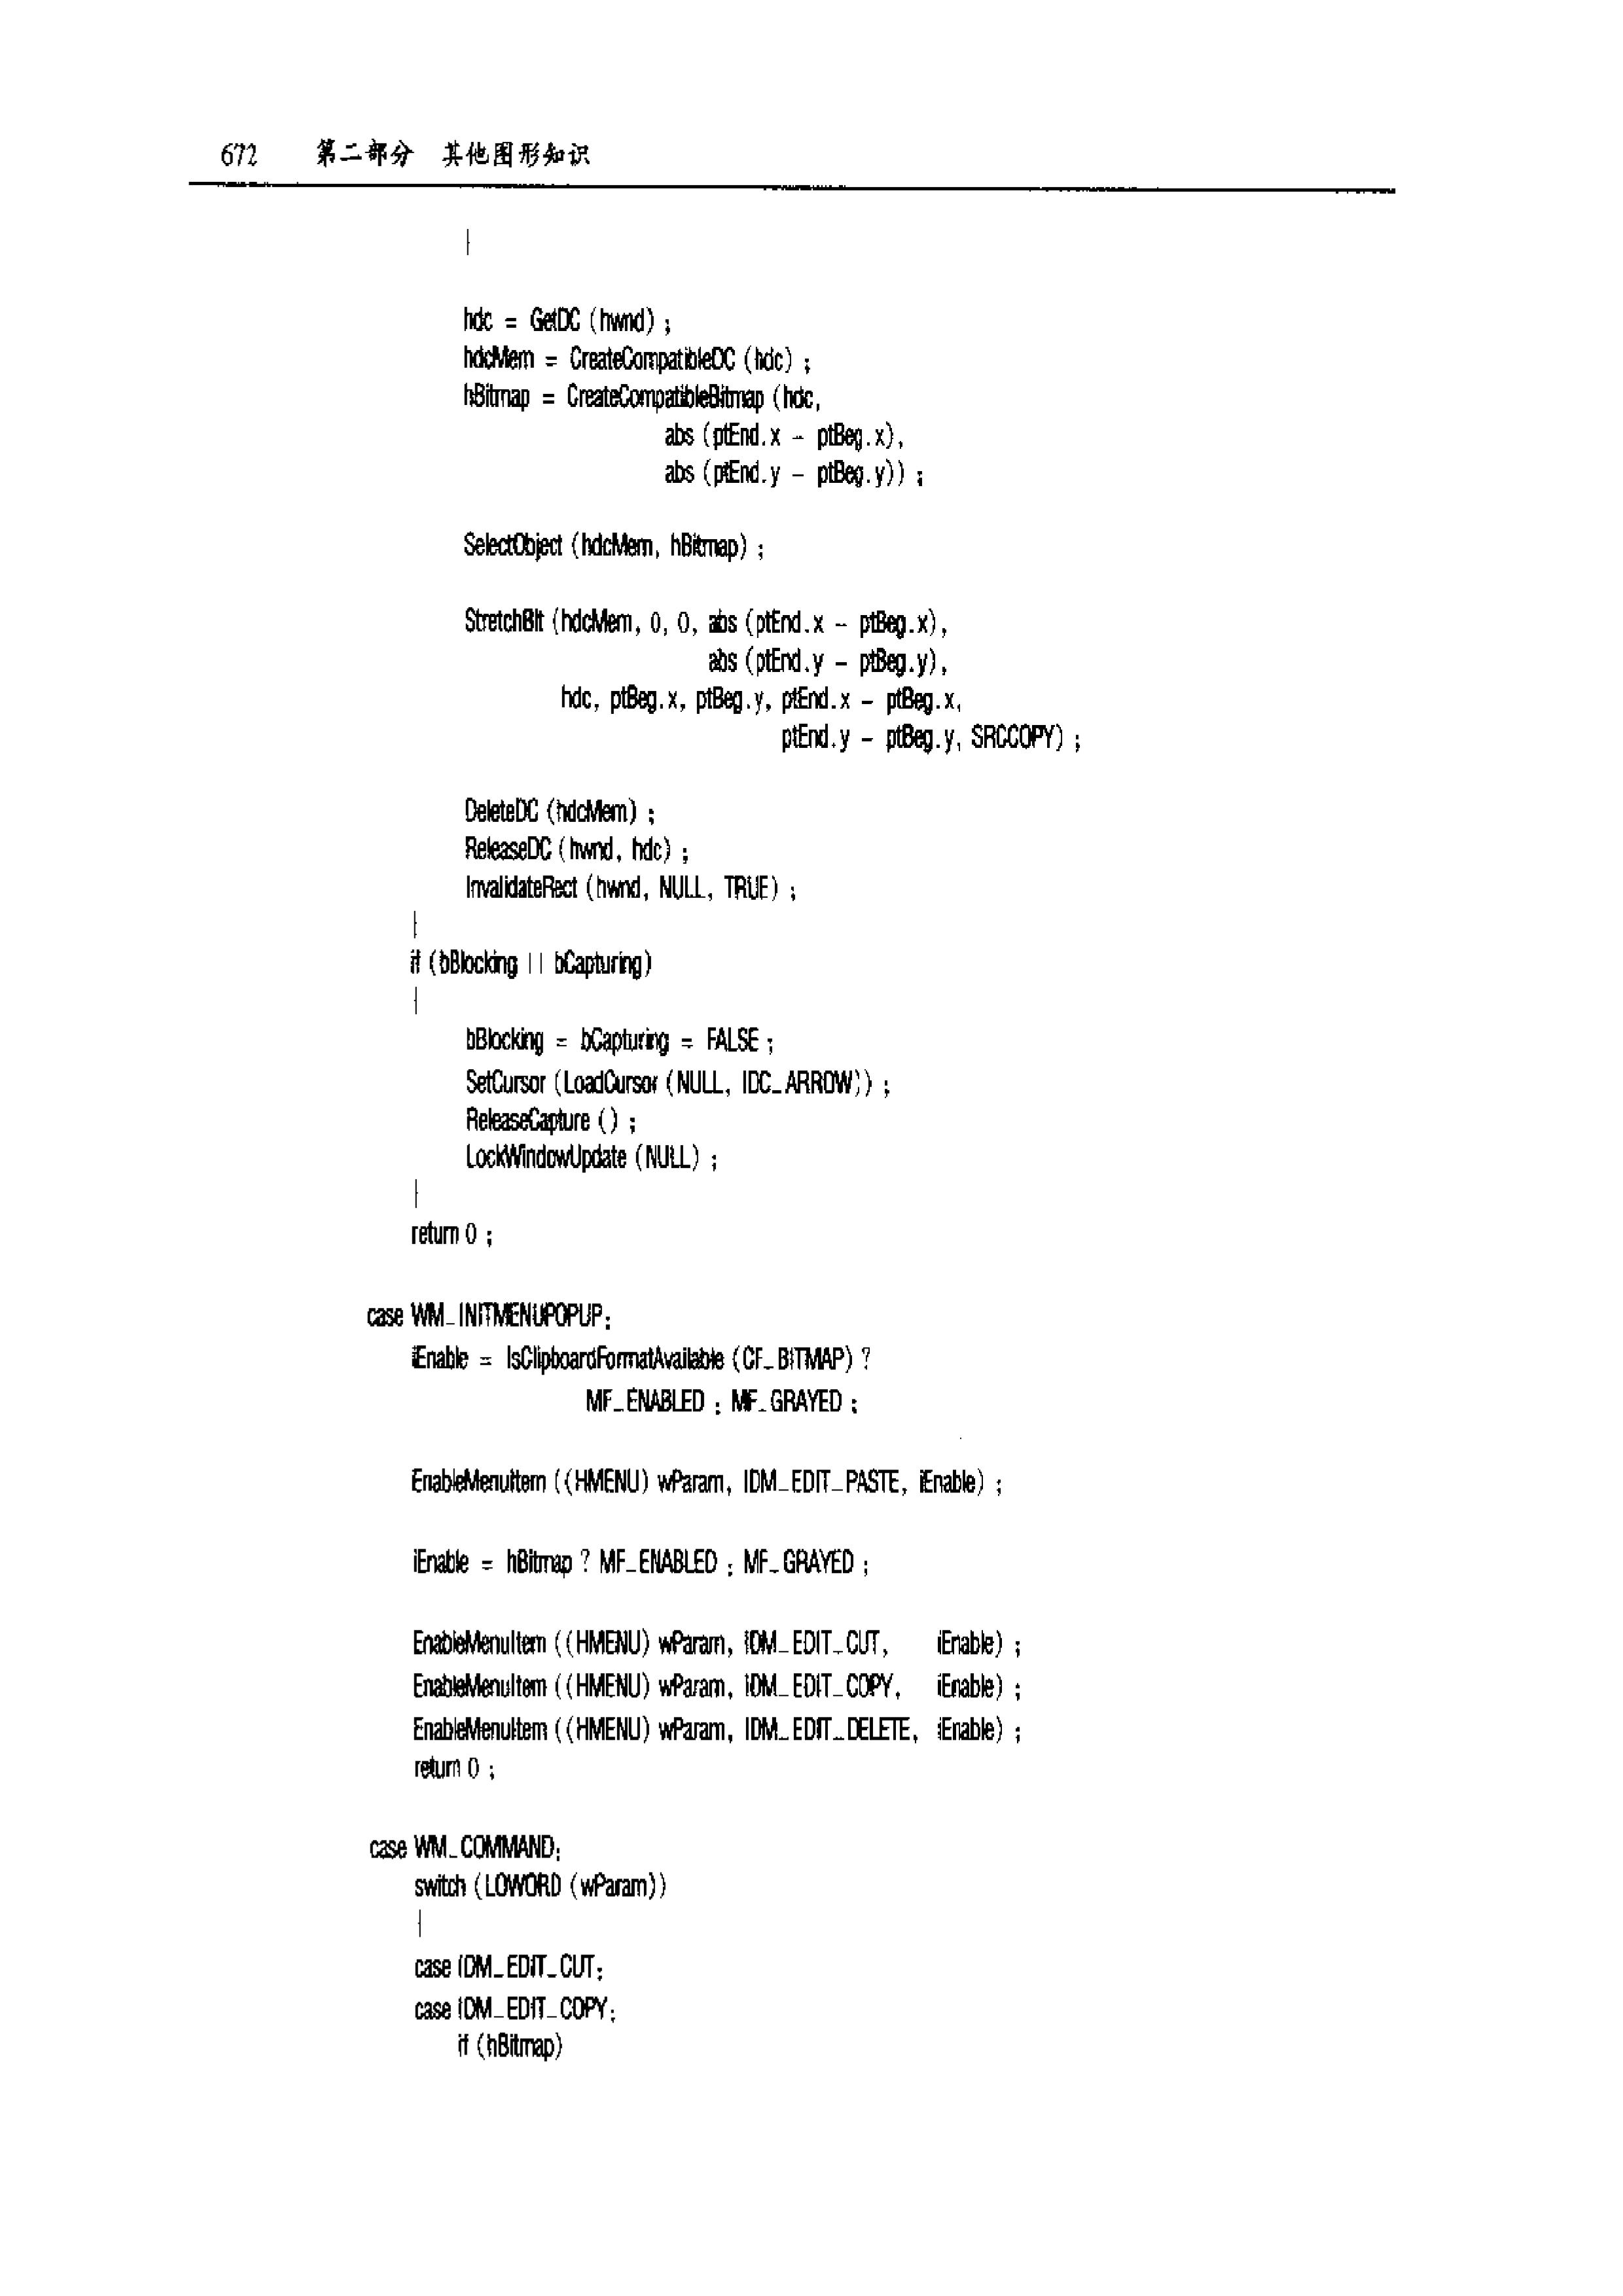 672 第二部分 其他图形知识
}
hdc = GetDC (hwnd) ;
hdcMem = CreateCompatibleDC (hdc) ;
hBitmap = CreateCompatibleBitmap (hdc,
abs (ptEnd.x - ptBeg.x),
abs (ptEnd.y - ptBeg.y)) ;
SelectObject (hdcMem, hBitmap) ;
StretchBlt (hdcMem, 0, 0, abs (ptEnd.x - ptBeg.x),
abs (ptEnd.y - ptBeg.y),
hdc, ptBeg.x, ptBeg.y, ptEnd.x - ptBeg.x,
ptEnd.y - ptBeg.y, SRCCOPY) ;
DeleteDC (hdcMem) ;
ReleaseDC (hwnd, hdc) ;
InvalidateRect (hwnd, NULL, TRUE) ;
}
if (bBlocking || bCapturing)
{
bBlocking = bCapturing = FALSE ;
SetCursor (LoadCursor (NULL, IDC_ARROW)) ;
ReleaseCapture () ;
LockWindowUpdate (NULL) ;
}
return 0 ;
case WM_INITMENUPOPUP:
iEnable = IsClipboardFormatAvailable (CF_BITMAP) ?
MF_ENABLED : MF_GRAYED ;
EnableMenuItem ((HMENU) wParam, IDM_EDIT_PASTE, iEnable) ;
iEnable = hBitmap ? MF_ENABLED : MF_GRAYED ;
EnableMenuItem ((HMENU) wParam, IDM_EDIT_CUT, iEnable) ;
EnableMenuItem ((HMENU) wParam, IDM_EDIT_COPY, iEnable) ;
EnableMenuItem ((HMENU) wParam, IDM_EDIT_DELETE, iEnable) ;
return 0 ;
case WM_COMMAND:
switch (LOWORD (wParam))
{
case IDM_EDIT_CUT:
case IDM_EDIT_COPY:
if (hBitmap)